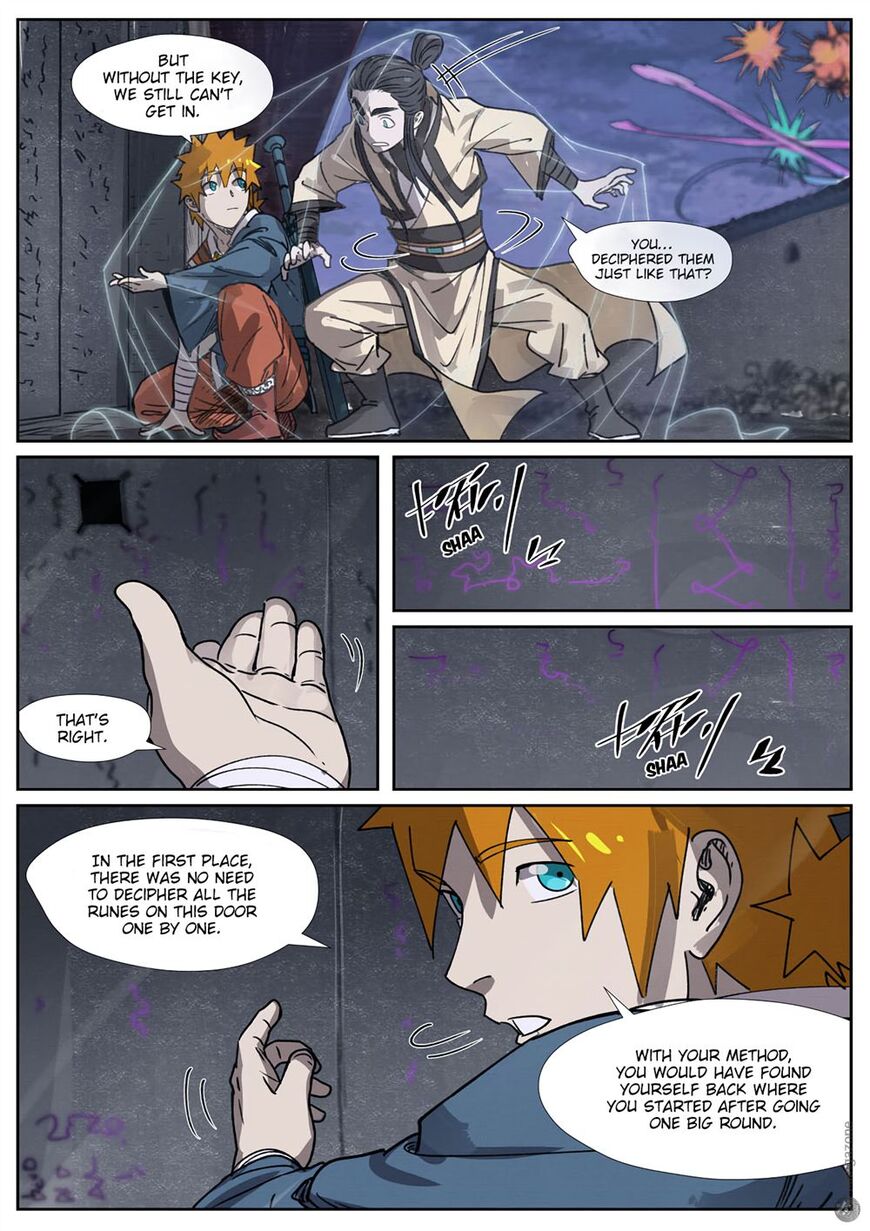 BUT
WITHOUT THE KEY,
WE STILL CAN'T
GET IN.
YOU...
DECIPHERED THEM
JUST LIKE THAT?
THAT'S
RIGHT.
SHAA
SHAA
IN THE FIRST PLACE,
THERE WAS NO NEED
TO DECIPHER ALL THE
RUNES ON THIS DOOR
ONE BY ONE.
WITH YOUR METHOD,
YOU WOULD HAVE FOUND
YOURSELF BACK WHERE
YOU STARTED AFTER GOING
ONE BIG ROUND.